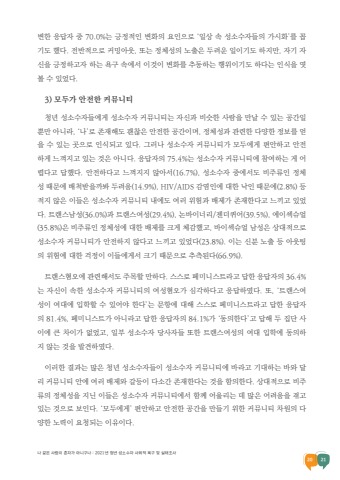 변한 응답자 중 70.0%는 긍정적인 변화의 요인으로 '일상 속 성소수자들의 가시화'를 꼽
기도 했다. 전반적으로 커밍아웃, 또는 정체성의 노출은 두려운 일이기도 하지만, 자기 자
신을 긍정하고자 하는 욕구 속에서 이것이 변화를 추동하는 행위이기도 하다는 인식을 엿
볼 수 있었다.
3) 모두가 안전한 커뮤니티
청년 성소수자들에게 성소수자 커뮤니티는 자신과 비슷한 사람을 만날 수 있는 공간일
뿐만 아니라, '나'로 존재해도 괜찮은 안전한 공간이며, 정체성과 관련한 다양한 정보를 얻
을 수 있는 곳으로 인식되고 있다. 그러나 성소수자 커뮤니티가 모두에게 편안하고 안전
하게 느껴지고 있는 것은 아니다. 응답자의 75.4%는 성소수자 커뮤니티에 참여하는 게 어
렵다고 답했다. 안전하다고 느껴지지 않아서(16.7%), 성소수자 중에서도 비주류인 정체
성 때문에 배척받을까봐 두려움(14.9%), HIV/AIDS 감염인에 대한 낙인 때문에(2.8%) 등
적지 않은 이들은 성소수자 커뮤니티 내에도 여러 위험과 배제가 존재한다고 느끼고 있었
다. 트랜스남성(36.0%)과 트랜스여성(29.4%), 논바이너리/젠더퀴어(39.5%), 에이섹슈얼
(35.8%)은 비주류인 정체성에 대한 배제를 크게 체감했고, 바이섹슈얼 남성은 상대적으로
성소수자 커뮤니티가 안전하지 않다고 느끼고 있었다(23.8%). 이는 신분 노출 등 아웃팅
의 위험에 대한 걱정이 이들에게서 크기 때문으로 추측된다(66.9%).
트랜스혐오에 관련해서도 주목할 만하다. 스스로 페미니스트라고 답한 응답자의 36.4%
는 자신이 속한 성소수자 커뮤니티의 여성혐오가 심각하다고 응답하였다. 또, '트랜스여
성이 여대에 입학할 수 있어야 한다'는 문항에 대해 스스로 페미니스트라고 답한 응답자
의 81.4%, 페미니스트가 아니라고 답한 응답자의 84.1%가 '동의한다'고 답해 두 집단 사
이에 큰 차이가 없었고, 일부 성소수자 당사자들 또한 트랜스여성의 여대 입학에 동의하
지 않는 것을 발견하였다.
이러한 결과는 많은 청년 성소수자들이 성소수자 커뮤니티에 바라고 기대하는 바와 달
리 커뮤니티 안에 여러 배제와 갈등이 다소간 존재한다는 것을 함의한다. 상대적으로 비주
류의 정체성을 지닌 이들은 성소수자 커뮤니티에서 함께 어울리는 데 많은 어려움을 겪고
있는 것으로 보인다. '모두에게' 편안하고 안전한 공간을 만들기 위한 커뮤니티 차원의 다
양한 노력이 요청되는 이유이다.
나 같은 사람이 혼자가 아니구나 - 2021년 청년 성소수자 사회적 욕구 및 실태조사
20 21